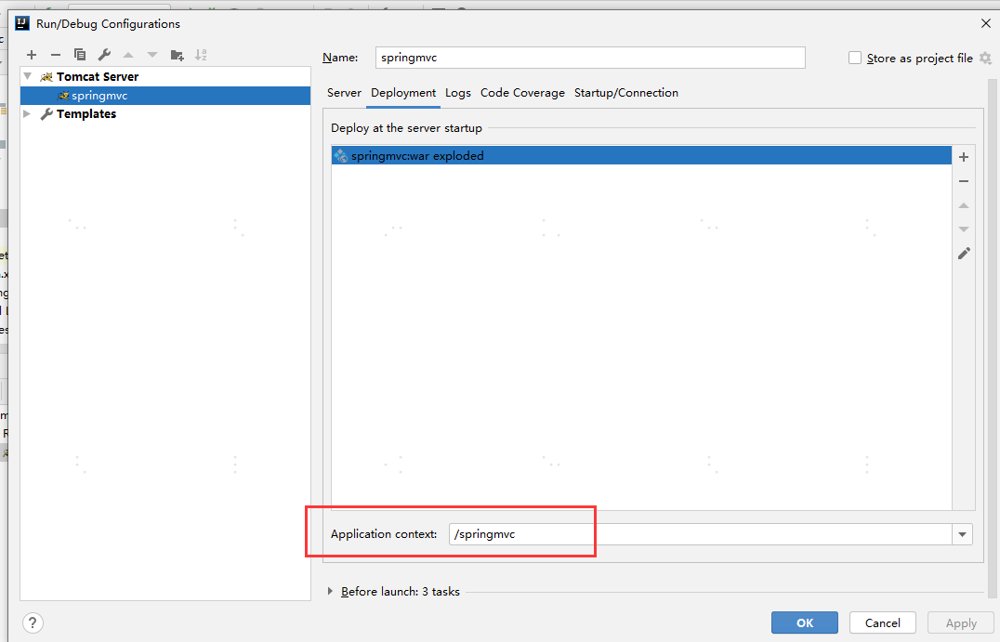 Run/Debug Configurations
Name: springmvc Store as project file
Tomcat Server
springmvc
Templates
Server Deployment Logs Code Coverage Startup/Connection
Deploy at the server startup
springmvc:war exploded
Application context: /springmvc
Before launch: 3 tasks
? OK Cancel Apply